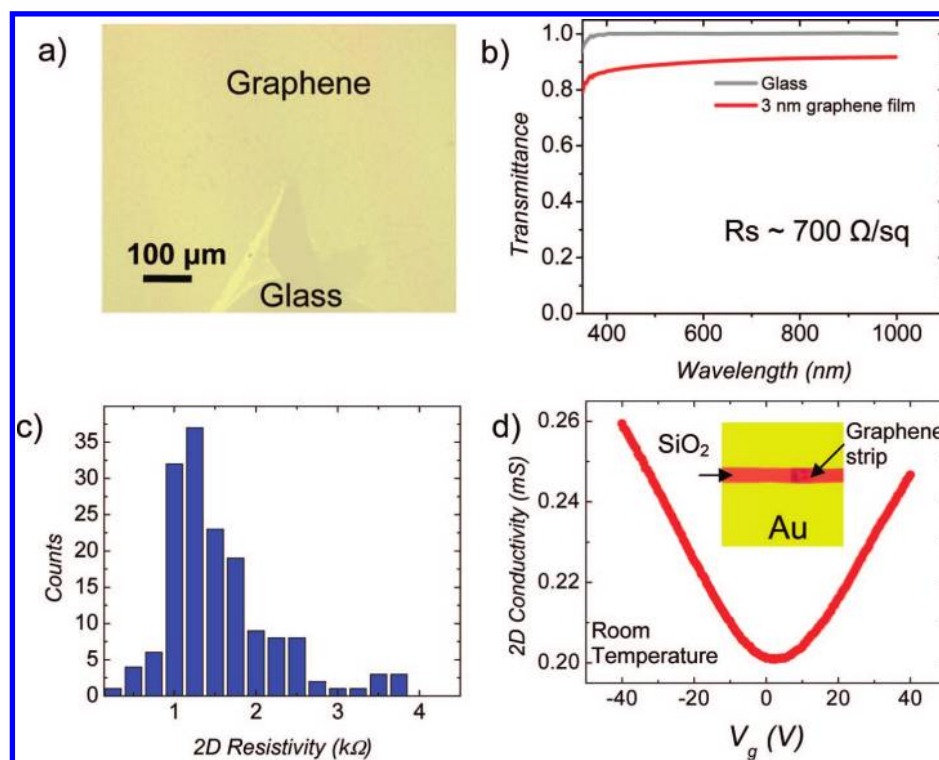 a)
Graphene
100 μm
Glass
b)
Transmittance
1.0
0.8
0.6
0.4
0.2
0.0
Glass
3 nm graphene film
Rs ~ 700 Ω/sq
400
600
800
1000
Wavelength (nm)
c)
Counts
35
30
25
20
15
10
5
0
1
2
3
4
2D Resistivity (kΩ)
d)
2D Conductivity (mS)
0.26
0.24
0.22
0.20
SiO2
Graphene
strip
Au
Room
Temperature
-40
-20
0
20
40
Vg (V)